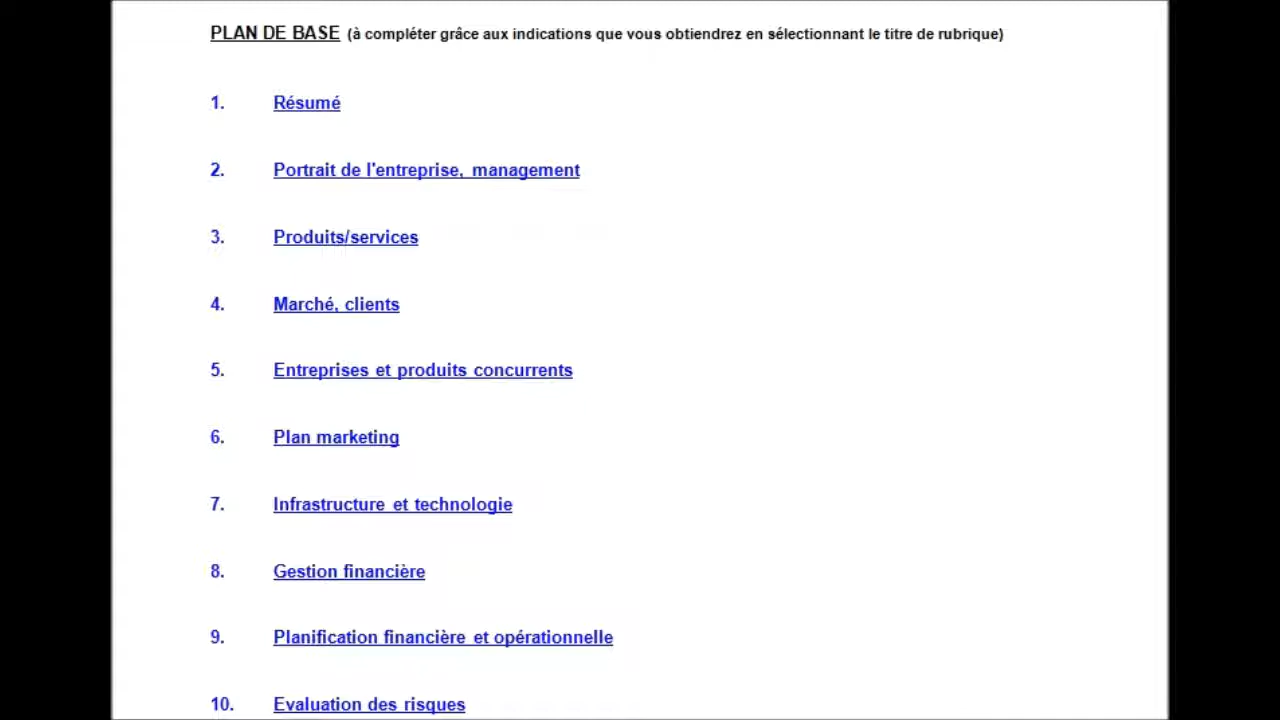 PLAN DE BASE (à compléter grâce aux indications que vous obtiendrez en sélectionnant le titre de rubrique)
1. Résumé
2. Portrait de l'entreprise, management
3. Produits/services
4. Marché, clients
5. Entreprises et produits concurrents
6. Plan marketing
7. Infrastructure et technologie
8. Gestion financière
9. Planification financière et opérationnelle
10. Evaluation des risques